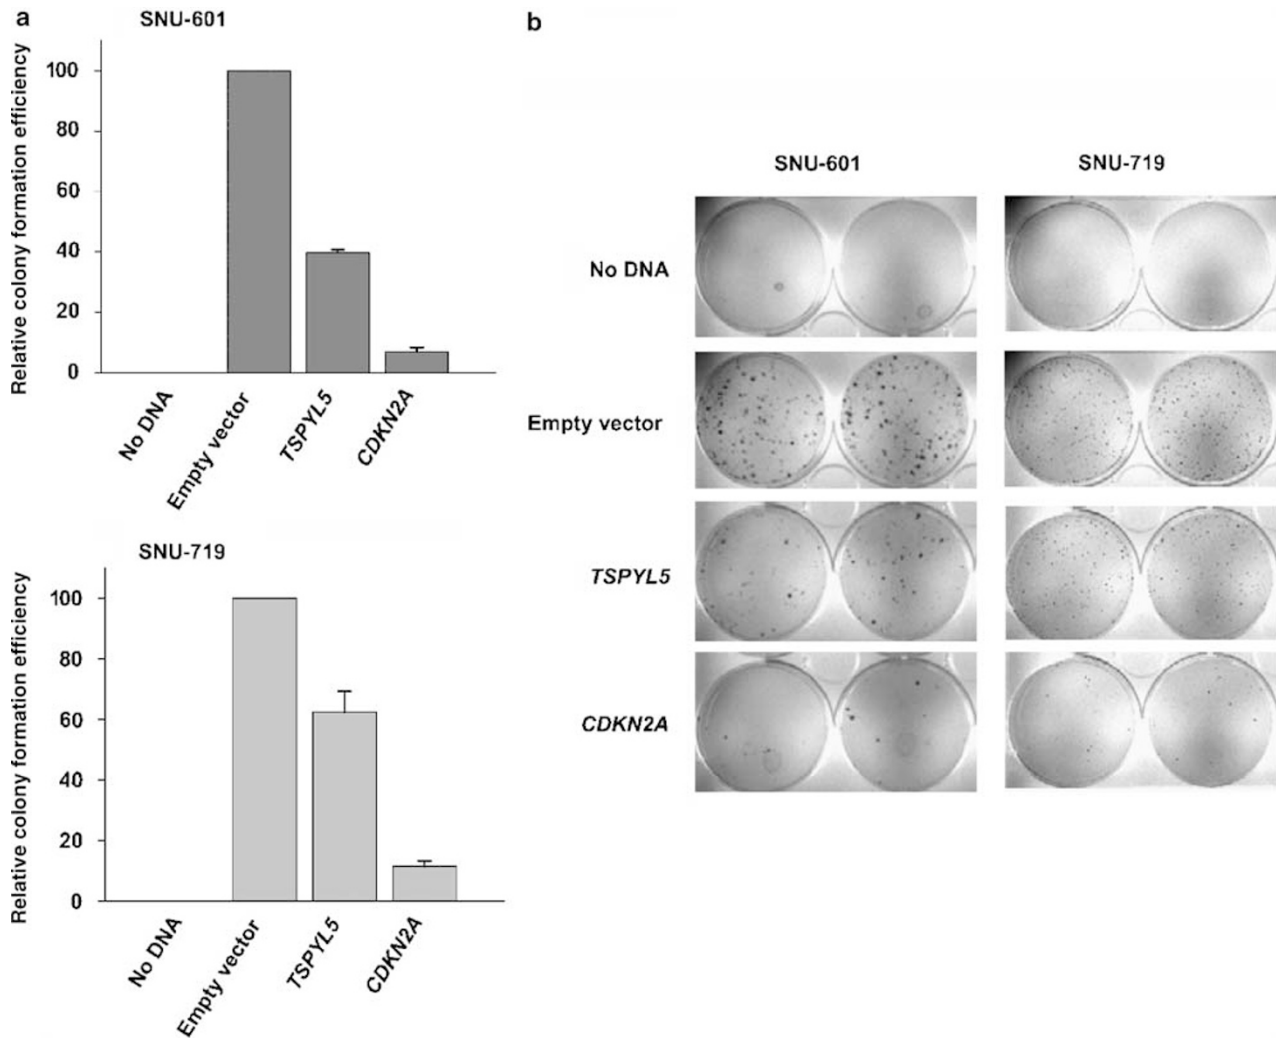 a
SNU-601
Relative colony formation efficiency
100
80
60
40
20
0
No DNA
Empty vector
TSPYL5
CDKN2A
SNU-719
Relative colony formation efficiency
100
80
60
40
20
0
No DNA
Empty vector
TSPYL5
CDKN2A
b
SNU-601 SNU-719
No DNA
Empty vector
TSPYL5
CDKN2A